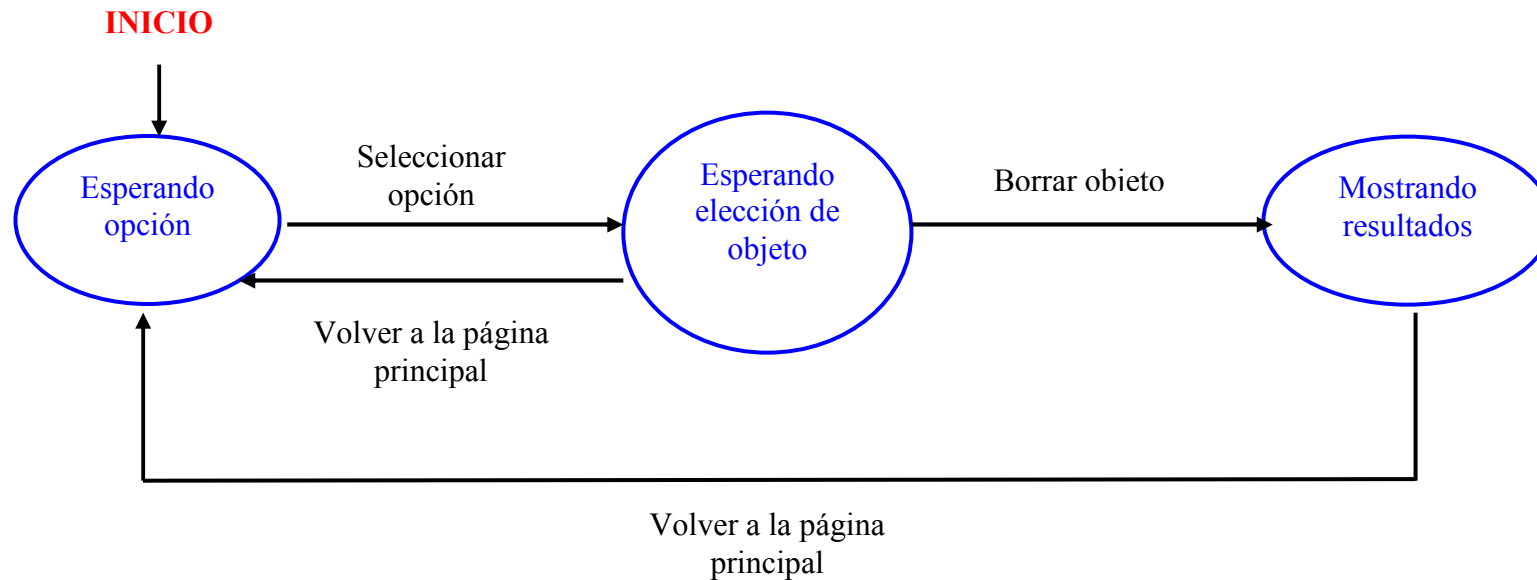 INICIO
Esperando
opción
Seleccionar
opción
Esperando
elección de
objeto
Borrar objeto
Mostrando
resultados
Volver a la página
principal
Volver a la página
principal